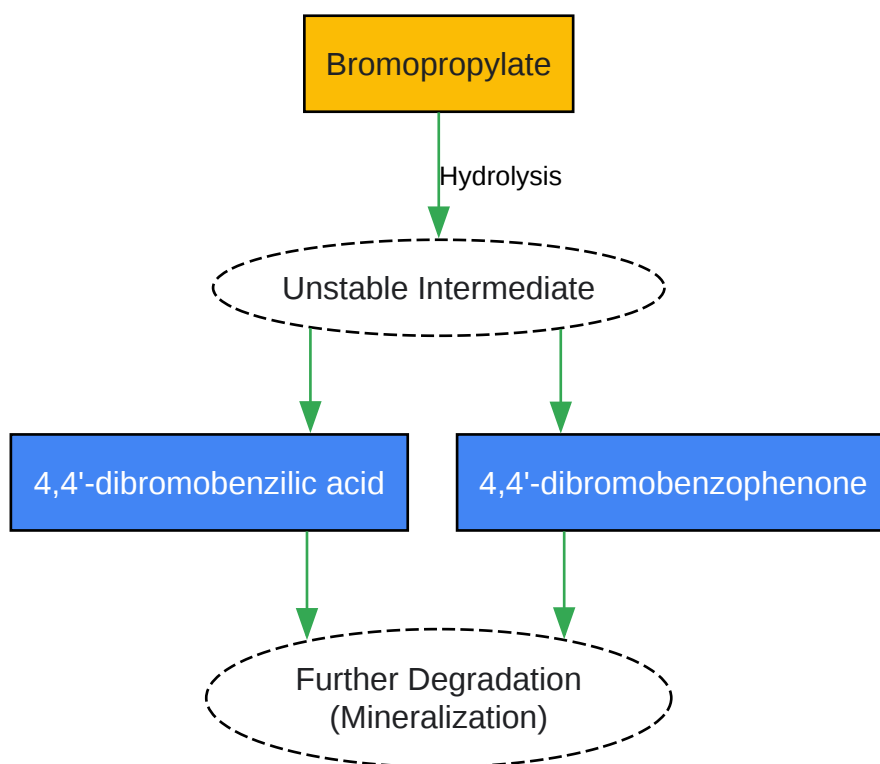 Bromopropylate
Hydrolysis
Unstable Intermediate
4,4'-dibromobenzilic acid
4,4'-dibromobenzophenone
Further Degradation
(Mineralization)